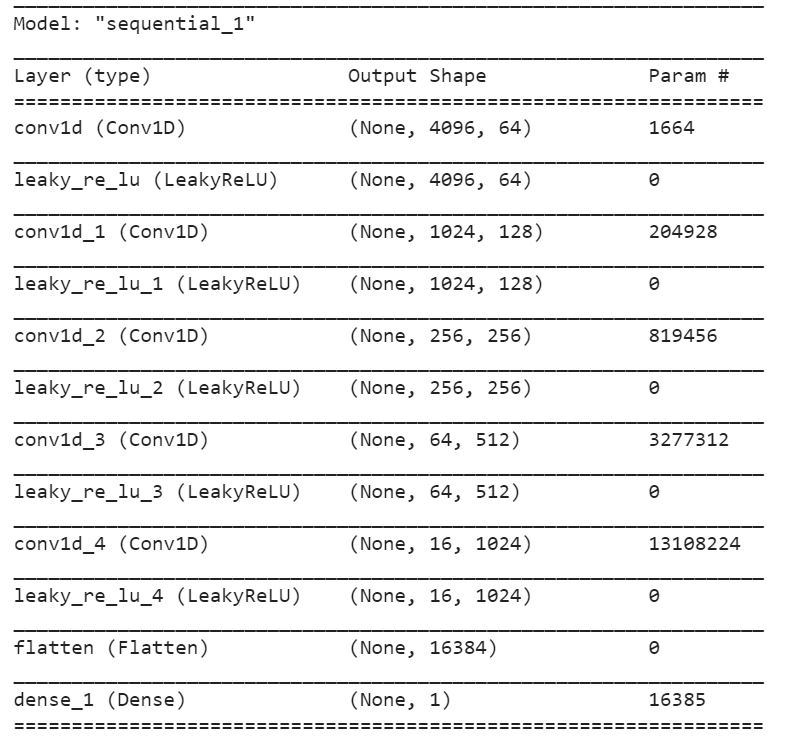 Model: "sequential_1"
Layer (type) Output Shape Param #
conv1d (Conv1D) (None, 4096, 64) 1664
leaky_re_lu (LeakyReLU) (None, 4096, 64) 0
conv1d_1 (Conv1D) (None, 1024, 128) 204928
leaky_re_lu_1 (LeakyReLU) (None, 1024, 128) 0
conv1d_2 (Conv1D) (None, 256, 256) 819456
leaky_re_lu_2 (LeakyReLU) (None, 256, 256) 0
conv1d_3 (Conv1D) (None, 64, 512) 3277312
leaky_re_lu_3 (LeakyReLU) (None, 64, 512) 0
conv1d_4 (Conv1D) (None, 16, 1024) 13108224
leaky_re_lu_4 (LeakyReLU) (None, 16, 1024) 0
flatten (Flatten) (None, 16384) 0
dense_1 (Dense) (None, 1) 16385